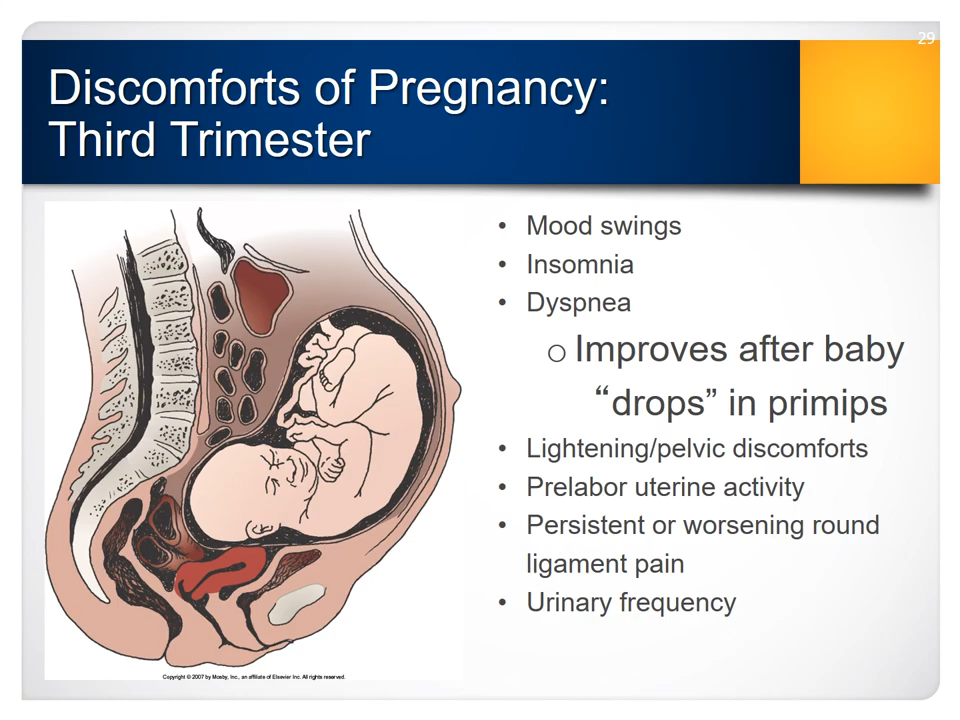 29
Discomforts of Pregnancy:
Third Trimester
• Mood swings
• Insomnia
• Dyspnea
o Improves after baby
“drops” in primips
• Lightening/pelvic discomforts
• Prelabor uterine activity
• Persistent or worsening round
ligament pain
• Urinary frequency
Copyright © 2007 by Mosby, Inc., an affiliate of Elsevier Inc. All rights reserved.